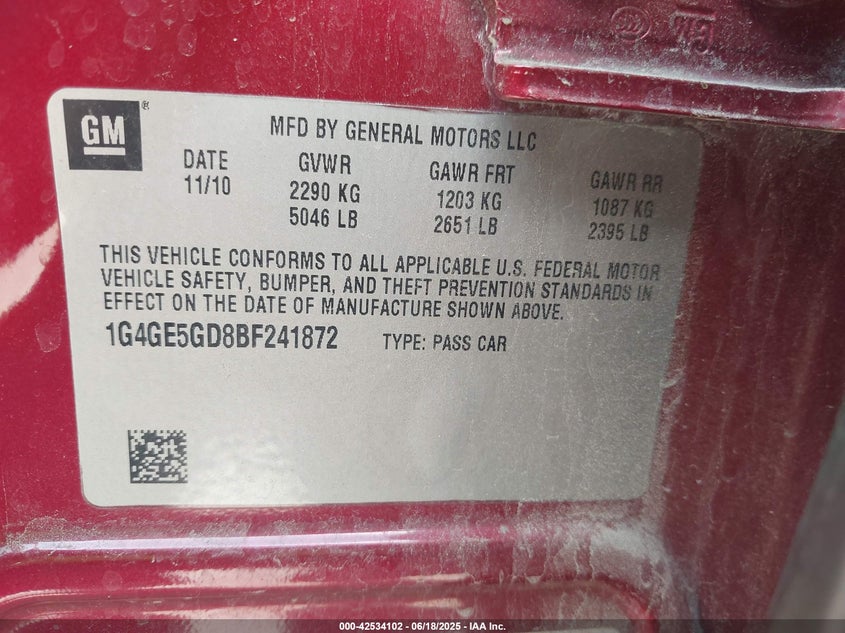 GM ®
MFD BY GENERAL MOTORS LLC
DATE GVWR GAWR FRT GAWR RR
11/10 2290 KG 1203 KG 1087 KG
5046 LB 2651 LB 2395 LB
THIS VEHICLE CONFORMS TO ALL APPLICABLE U.S. FEDERAL MOTOR
VEHICLE SAFETY, BUMPER, AND THEFT PREVENTION STANDARDS IN
EFFECT ON THE DATE OF MANUFACTURE SHOWN ABOVE.
1G4GE5GD8BF241872 TYPE: PASS CAR
000-42534102 - 06/18/2025 - IAA Inc.